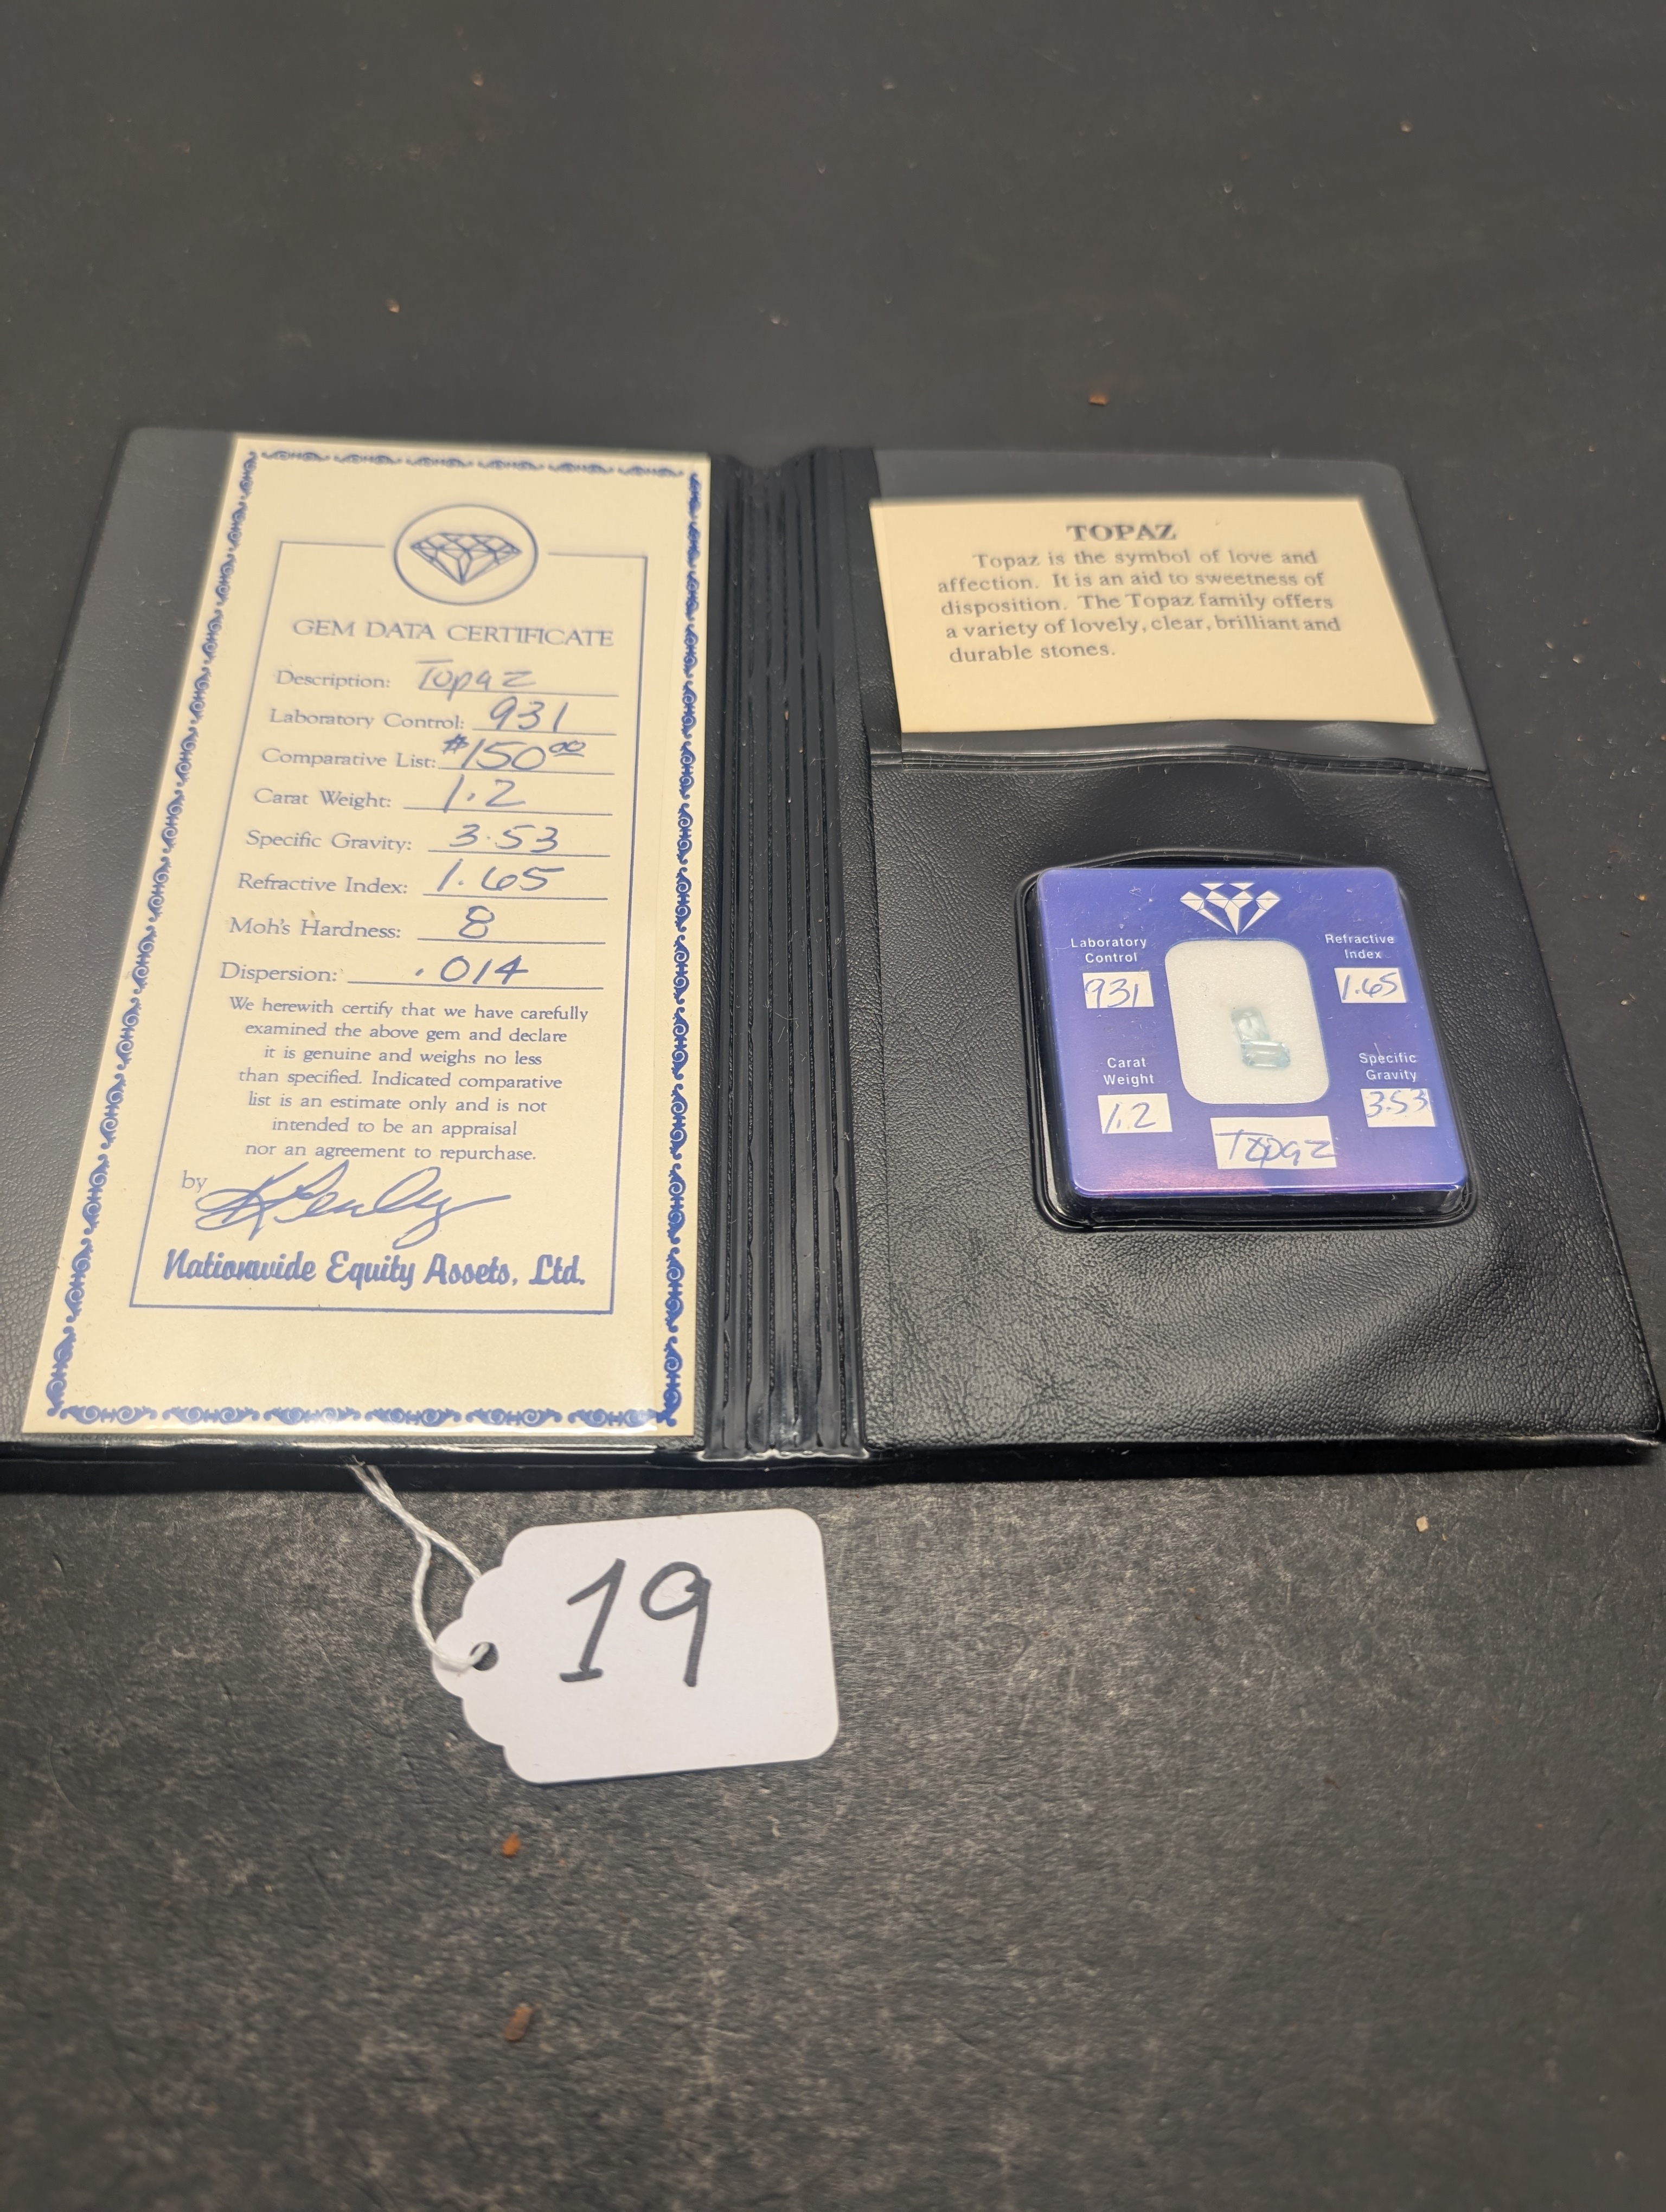 GEM DATA CERTIFICATE
Description: Topaz
Laboratory Control: 931
Comparative List: $150.00
Carat Weight: 1.2
Specific Gravity: 3.53
Refractive Index: 1.65
Moh's Hardness: 8
Dispersion: .014
We herewith certify that we have carefully
examined the above gem and declare
it is genuine and weighs no less
than specified. Indicated comparative
list is an estimate only and is not
intended to be an appraisal
nor an agreement to repurchase.
by
Nationwide Equity Assets, Ltd.
TOPAZ
Topaz is the symbol of love and
affection. It is an aid to sweetness of
disposition. The Topaz family offers
a variety of lovely, clear, brilliant and
durable stones.
Laboratory
Control
931
Refractive
Index
1.65
Carat
Weight
1.2
Specific
Gravity
3.53
Topaz
19